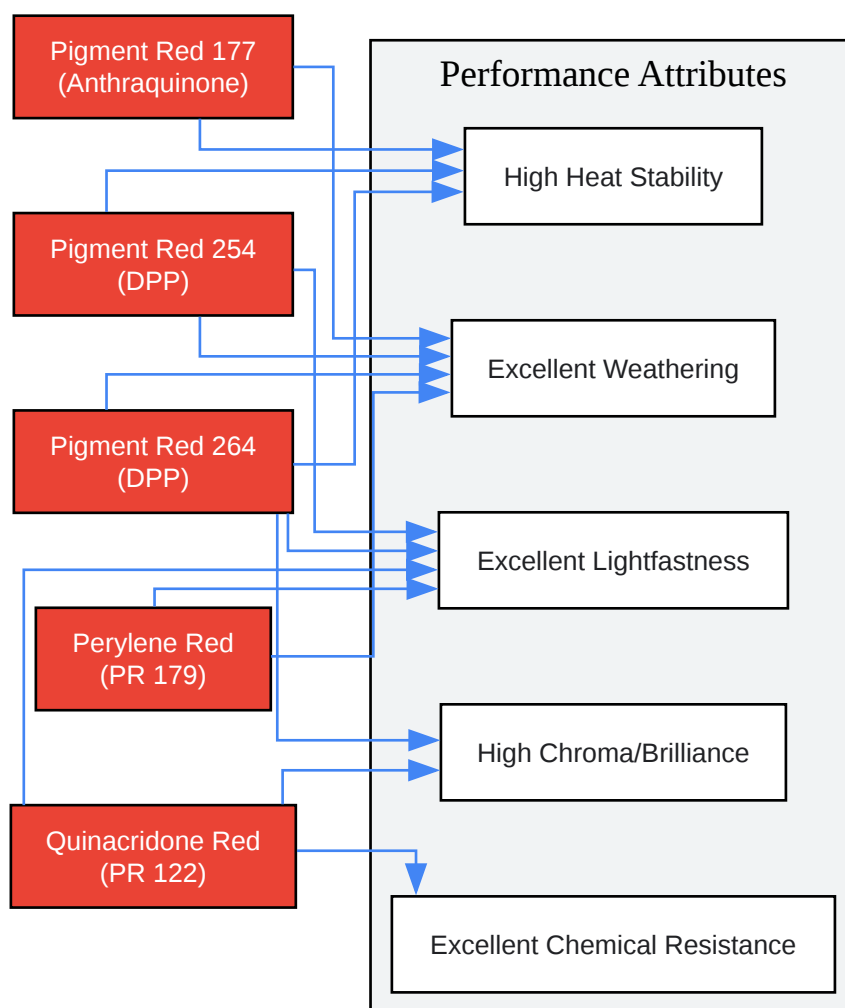 Pigment Red 177
(Anthraquinone)
Performance Attributes
High Heat Stability
Pigment Red 254
(DPP)
Excellent Weathering
Pigment Red 264
(DPP)
Excellent Lightfastness
Perylene Red
(PR 179)
High Chroma/Brilliance
Quinacridone Red
(PR 122)
Excellent Chemical Resistance